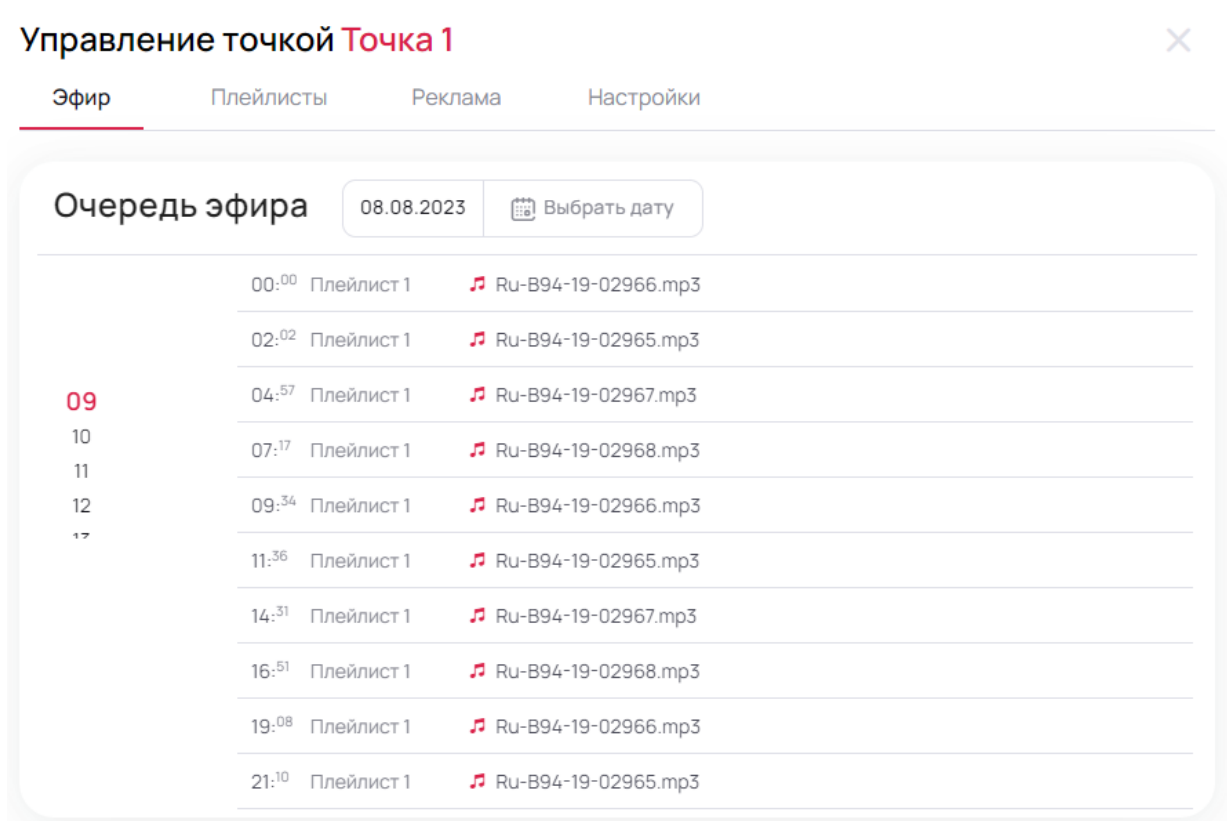 Управление точкой Точка 1
Эфир Плейлисты Реклама Настройки
Очередь эфира 08.08.2023 Выбрать дату
00:00 Плейлист 1 Ru-B94-19-02966.mp3
02:02 Плейлист 1 Ru-B94-19-02965.mp3
04:57 Плейлист 1 Ru-B94-19-02967.mp3
09
07:17 Плейлист 1 Ru-B94-19-02968.mp3
10
11
09:34 Плейлист 1 Ru-B94-19-02966.mp3
12
13
11:36 Плейлист 1 Ru-B94-19-02965.mp3
14:31 Плейлист 1 Ru-B94-19-02967.mp3
16:51 Плейлист 1 Ru-B94-19-02968.mp3
19:08 Плейлист 1 Ru-B94-19-02966.mp3
21:10 Плейлист 1 Ru-B94-19-02965.mp3